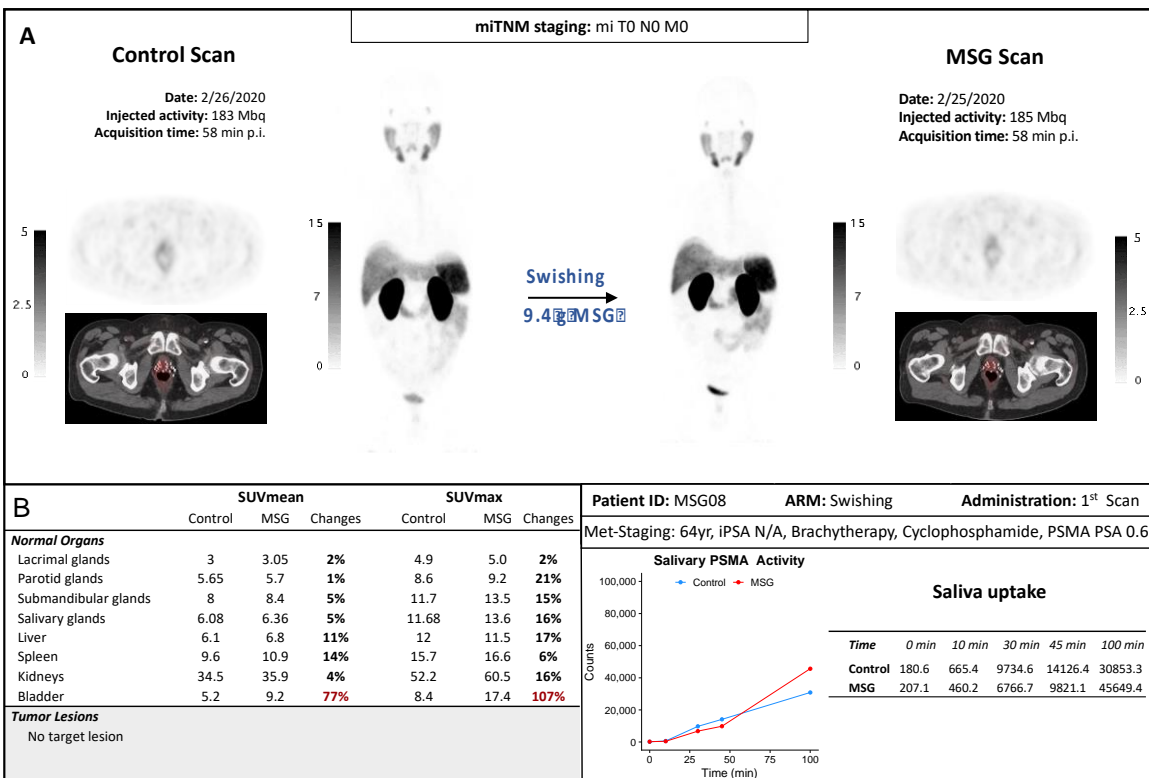 A
miTNM staging: mi T0 N0 M0
Control Scan
Date: 2/26/2020
Injected activity: 183 Mbq
Acquisition time: 58 min p.i.
MSG Scan
Date: 2/25/2020
Injected activity: 185 Mbq
Acquisition time: 58 min p.i.
5
2.5
0
15
7
0
Swishing
9.4 g MSG
15
7
0
5
2.5
0
B
SUVmean SUVmax
Control MSG Changes Control MSG Changes
Normal Organs
Lacrimal glands 3 3.05 2% 4.9 5.0 2%
Parotid glands 5.65 5.7 1% 8.6 9.2 21%
Submandibular glands 8 8.4 5% 11.7 13.5 15%
Salivary glands 6.08 6.36 5% 11.68 13.6 16%
Liver 6.1 6.8 11% 12 11.5 17%
Spleen 9.6 10.9 14% 15.7 16.6 6%
Kidneys 34.5 35.9 4% 52.2 60.5 16%
Bladder 5.2 9.2 77% 8.4 17.4 107%
Tumor Lesions
No target lesion
Patient ID: MSG08 ARM: Swishing Administration: 1st Scan
Met-Staging: 64yr, iPSA N/A, Brachytherapy, Cyclophosphamide, PSMA PSA 0.6
Salivary PSMA Activity
Control MSG
100,000
80,000
60,000
40,000
20,000
0
Counts
0 25 50 75 100
Time (min)
Saliva uptake
Time 0 min 10 min 30 min 45 min 100 min
Control 180.6 665.4 9734.6 14126.4 30853.3
MSG 207.1 460.2 6766.7 9821.1 45649.4